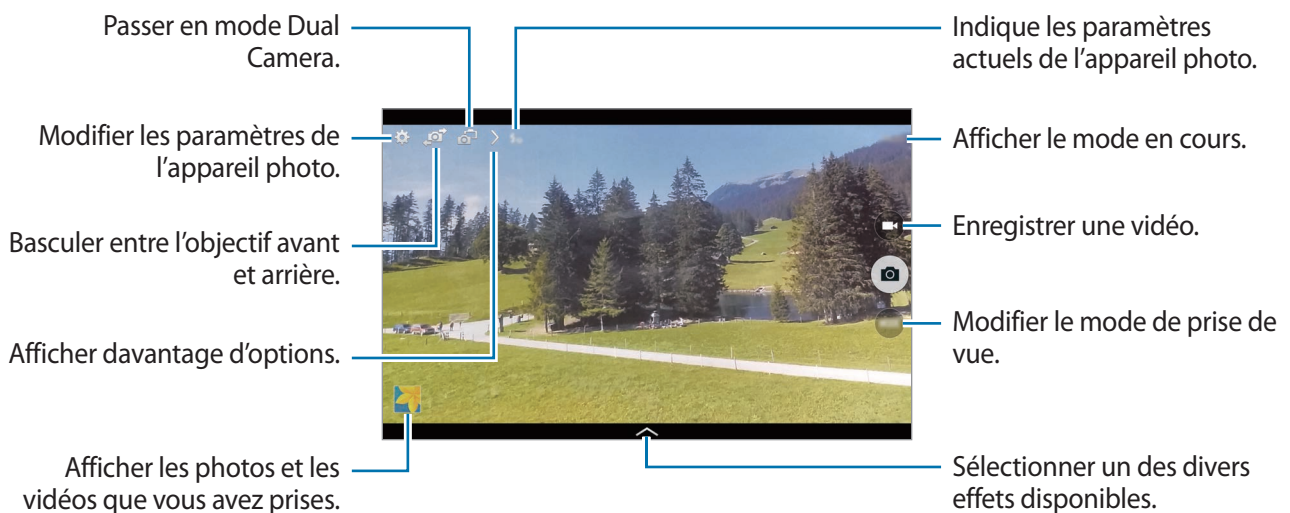 Passer en mode Dual
Camera.
Modifier les paramètres de
l’appareil photo.
Basculer entre l’objectif avant
et arrière.
Afficher davantage d’options.
Afficher les photos et les
vidéos que vous avez prises.
Indique les paramètres
actuels de l’appareil photo.
Afficher le mode en cours.
Enregistrer une vidéo.
Modifier le mode de prise de
vue.
Sélectionner un des divers
effets disponibles.